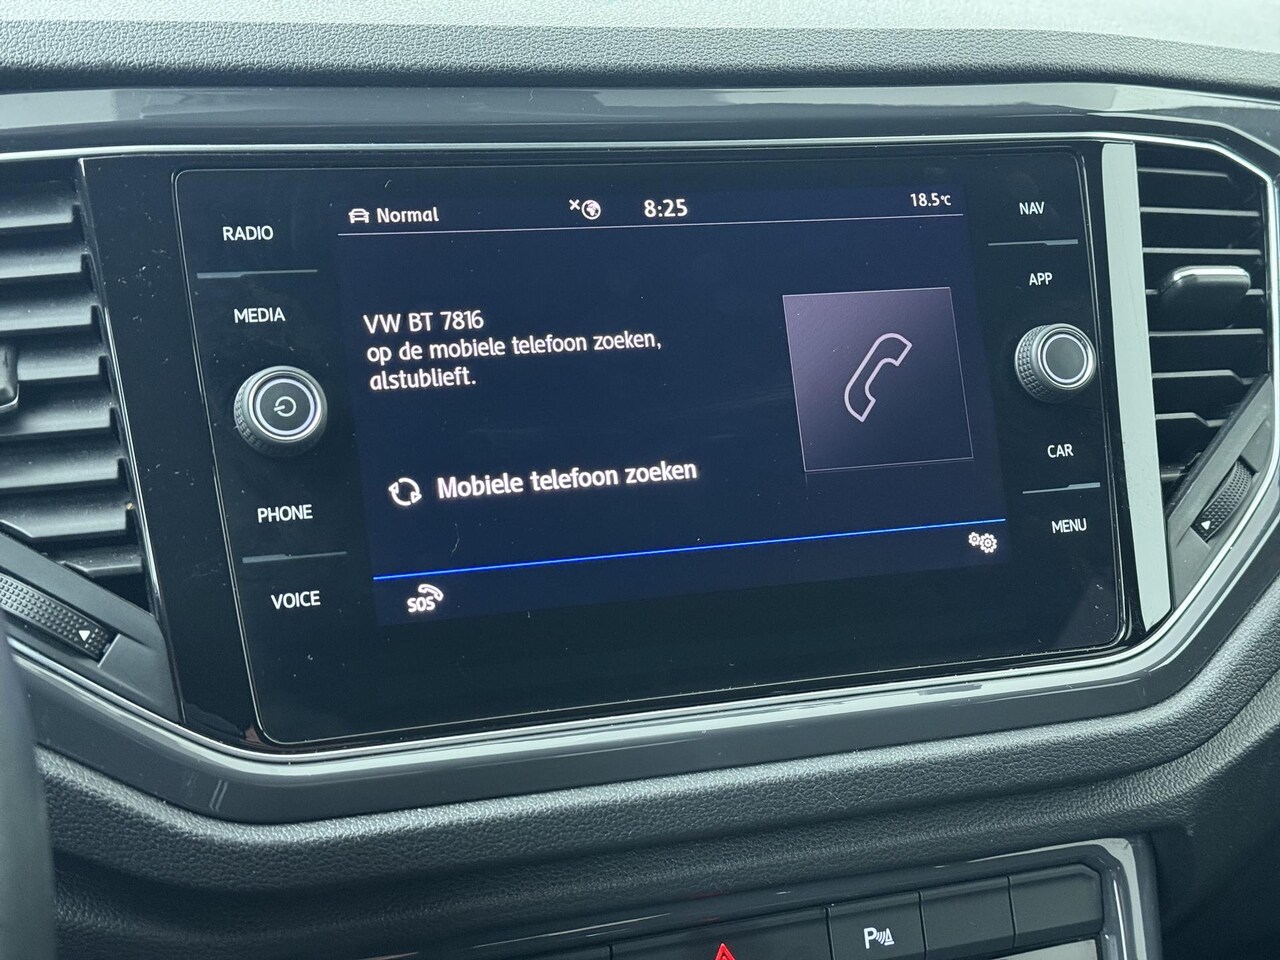 RADIO
MEDIA
PHONE
VOICE
Normal
8:25
18.5°C
VW BT 7816
op de mobiele telefoon zoeken,
alstublieft.
Mobiele telefoon zoeken
SOS
NAV
APP
CAR
MENU
P